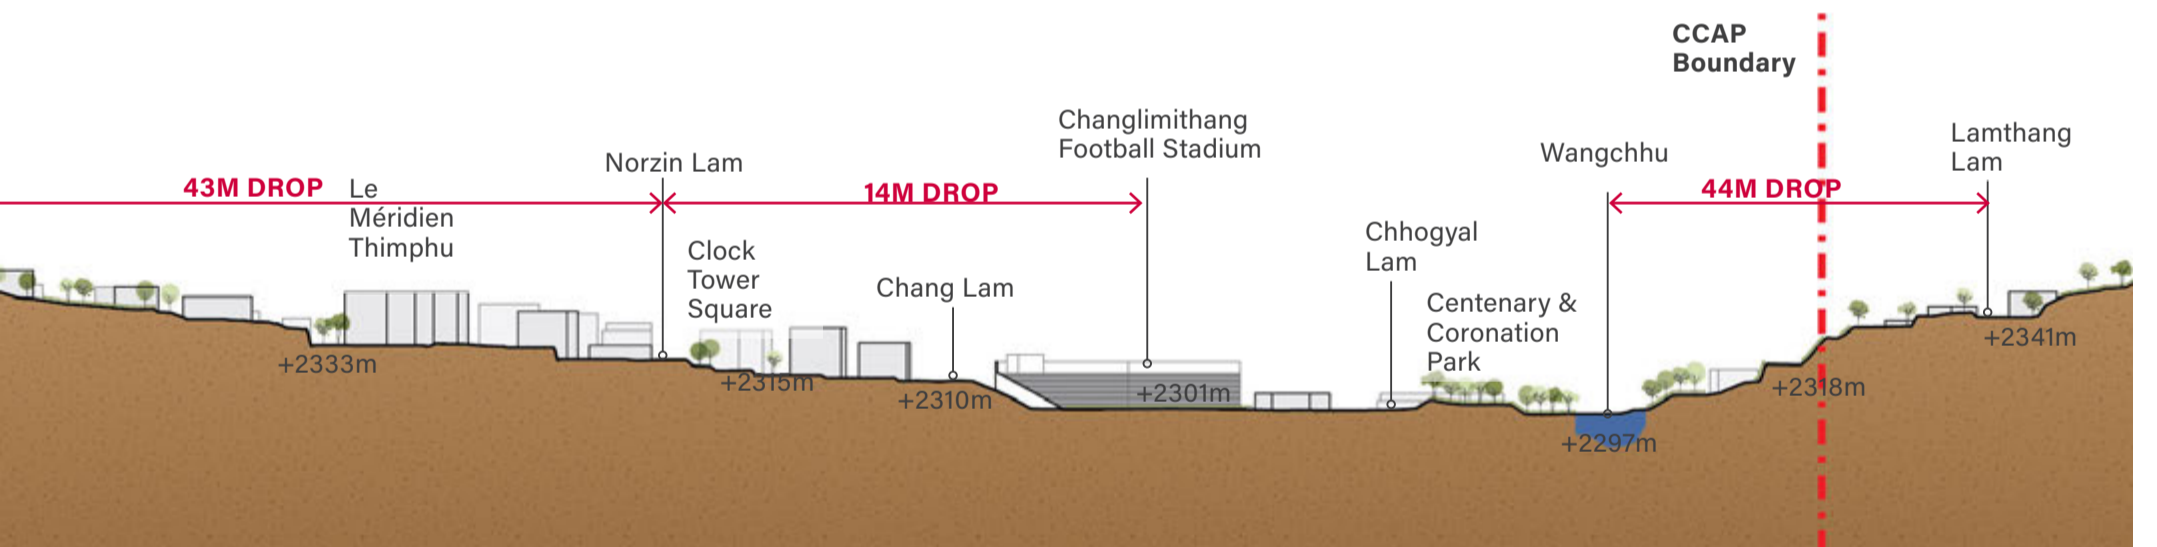 CCAP
Boundary
Changlimithang
Football Stadium
Lamthang
Lam
Wangchhu
Norzin Lam
43M DROP
Le
Méridien
Thimphu
14M DROP
44M DROP
Clock
Tower
Square
Chhogyal
Lam
Chang Lam
Centenary &
Coronation
Park
+2333m
+2315m
+2310m
+2301m
+2297m
+2318m
+2341m